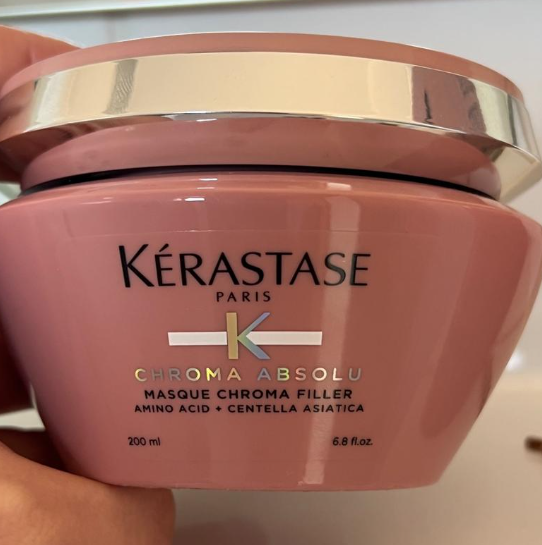 KÉRASTASE
PARIS
K
CHROMA ABSOLU
MASQUE CHROMA FILLER
AMINO ACID + CENTELLA ASIATICA
200 ml 6.8 fl.oz.